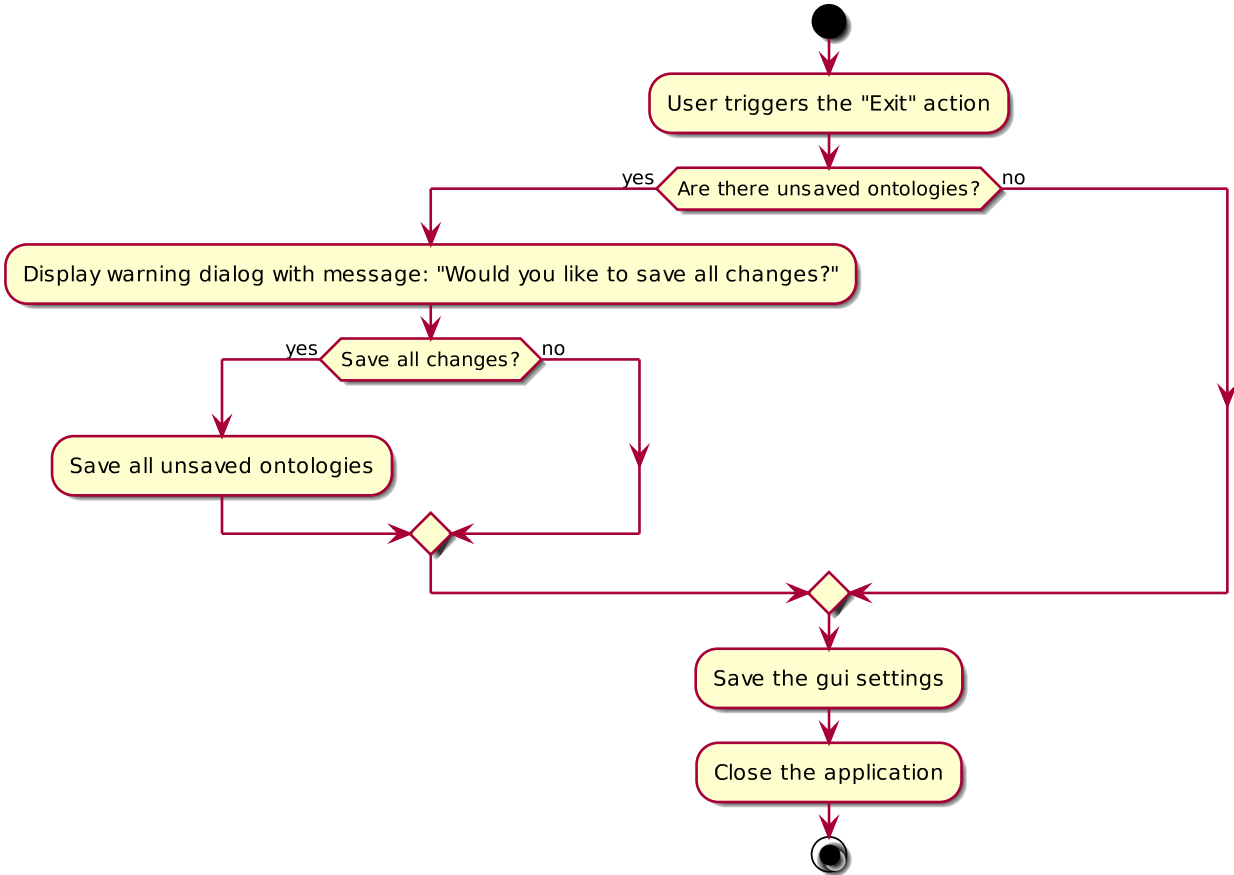 User triggers the "Exit" action
yes
Are there unsaved ontologies?
no
Display warning dialog with message: "Would you like to save all changes?"
yes
Save all changes?
no
Save all unsaved ontologies
Save the gui settings
Close the application